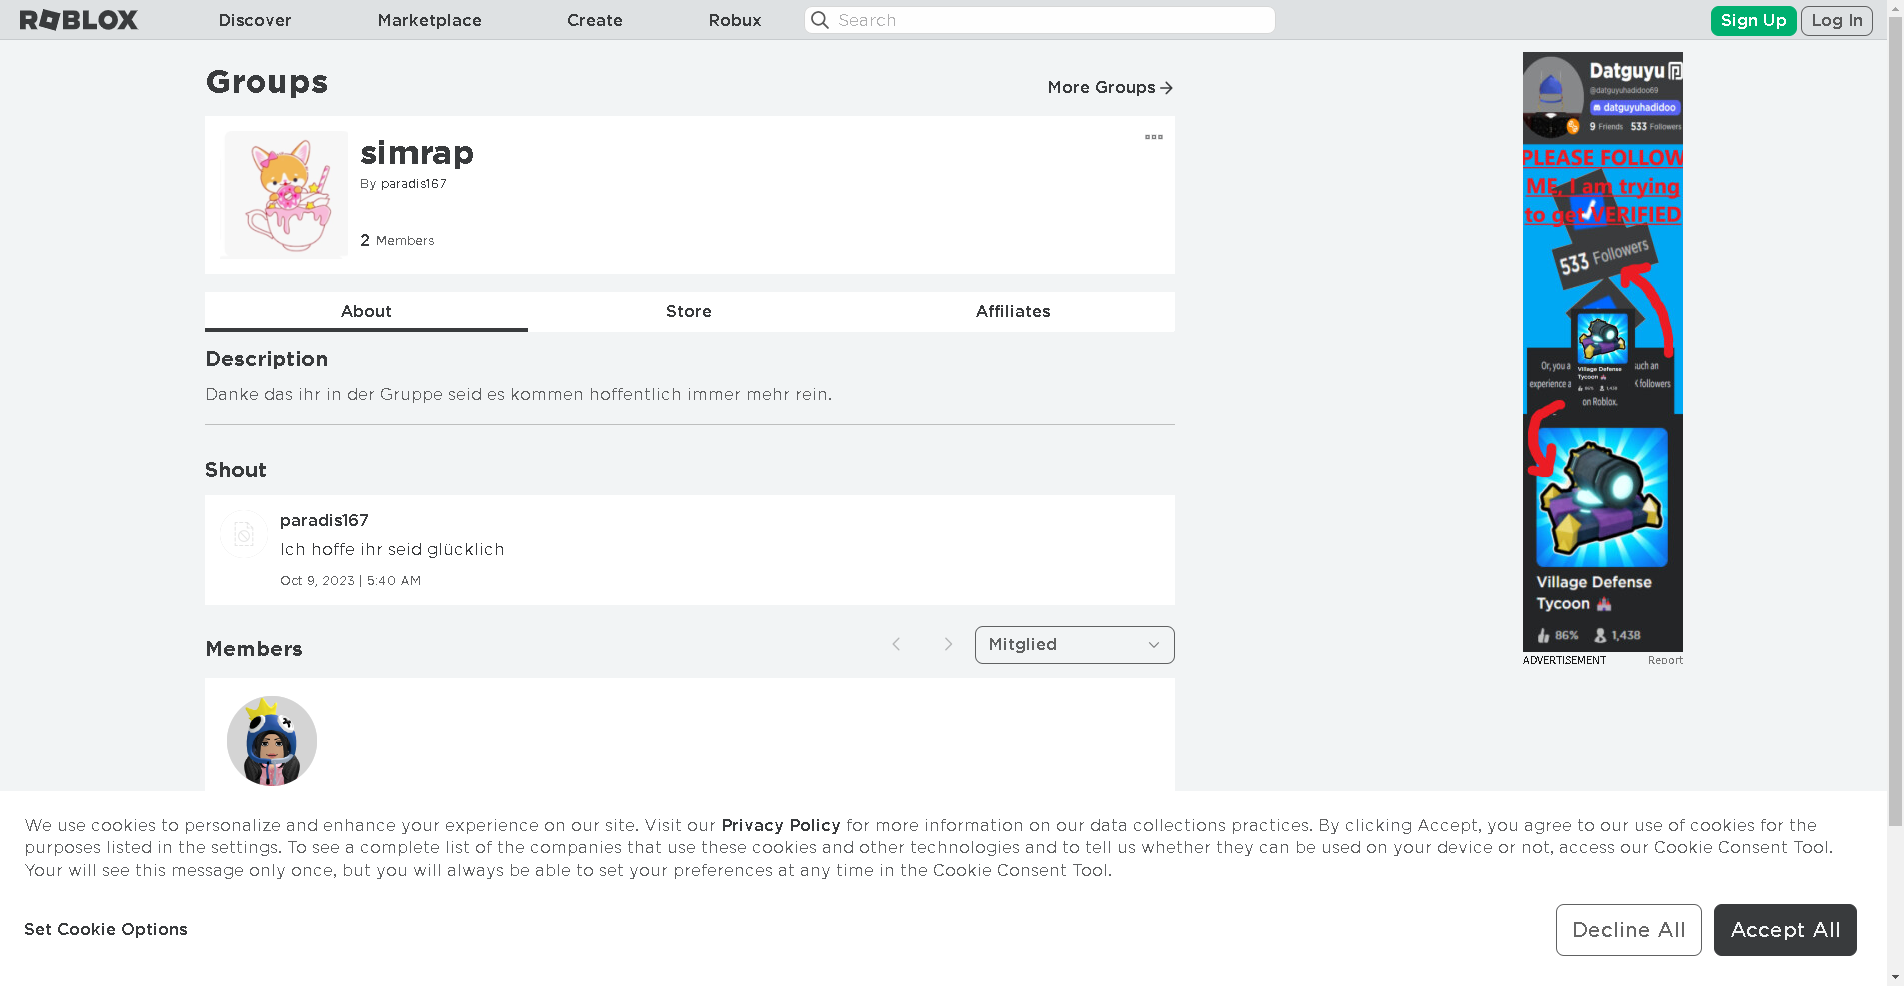 ROBLOX Discover Marketplace Create Robux Search Sign Up Log In
Groups
More Groups
simrap
By paradis167
2 Members
About Store Affiliates
Description
Danke das ihr in der Gruppe seid es kommen hoffentlich immer mehr rein.
Shout
paradis167
Ich hoffe ihr seid glücklich
Oct 9, 2023 | 5:40 AM
Members
Mitglied
Datguyu
@datguyuhadidoo69
datguyuhadidoo
9 Friends 533 Followers
PLEASE FOLLOW
ME, I am trying
to get VERIFIED
533 Followers
Or, you a
such an
experience a
K followers
on Roblox.
Village Defense
Tycoon
86% 1,438
Village Defense
Tycoon
86% 1,438
ADVERTISEMENT Report
We use cookies to personalize and enhance your experience on our site. Visit our Privacy Policy for more information on our data collections practices. By clicking Accept, you agree to our use of cookies for the
purposes listed in the settings. To see a complete list of the companies that use these cookies and other technologies and to tell us whether they can be used on your device or not, access our Cookie Consent Tool.
Your will see this message only once, but you will always be able to set your preferences at any time in the Cookie Consent Tool.
Set Cookie Options
Decline All
Accept All